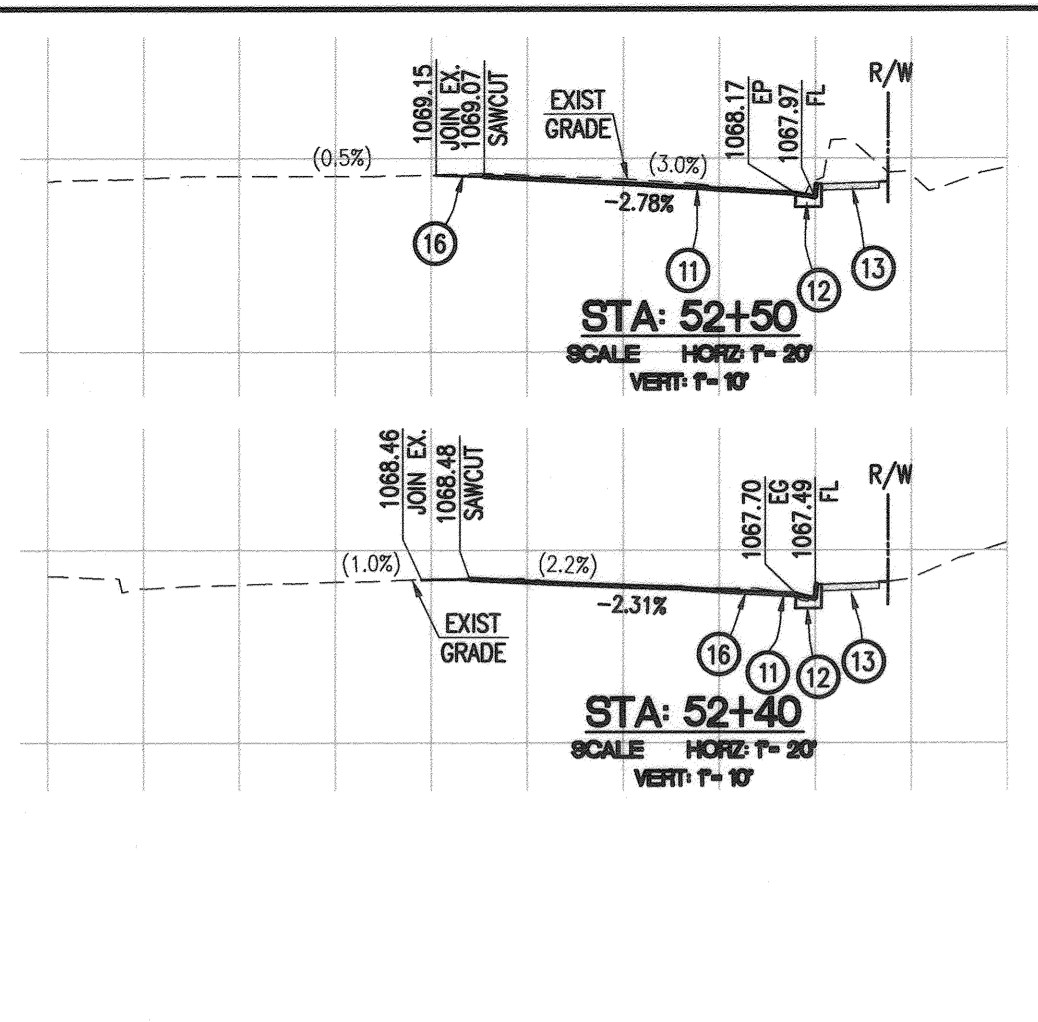 1069.15
JOIN EX.
1069.07
SAWCUT
EXIST
GRADE
1068.17
EP
1067.97
FL
R/W
(0.5%)
(3.0%)
-2.78%
16
11
12
13
STA: 52+50
SCALE HORZ: 1"= 20'
VERT: 1"= 10'
1068.46
JOIN EX.
1068.48
SAWCUT
1067.70
EG
1067.49
FL
R/W
(1.0%)
(2.2%)
-2.31%
EXIST
GRADE
16
11
12
13
STA: 52+40
SCALE HORZ: 1"= 20'
VERT: 1"= 10'